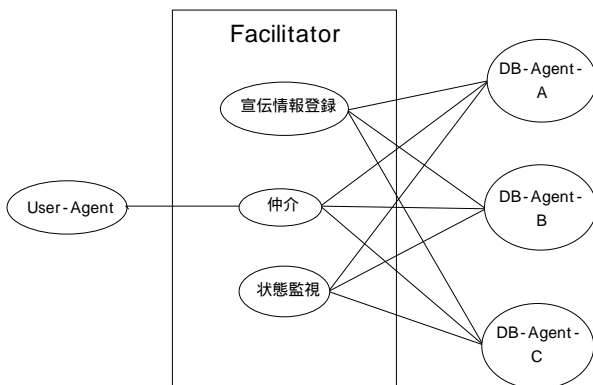 Facilitator
宣伝情報登録
仲介
状態監視
User-Agent
DB-Agent-
A
DB-Agent-
B
DB-Agent-
C